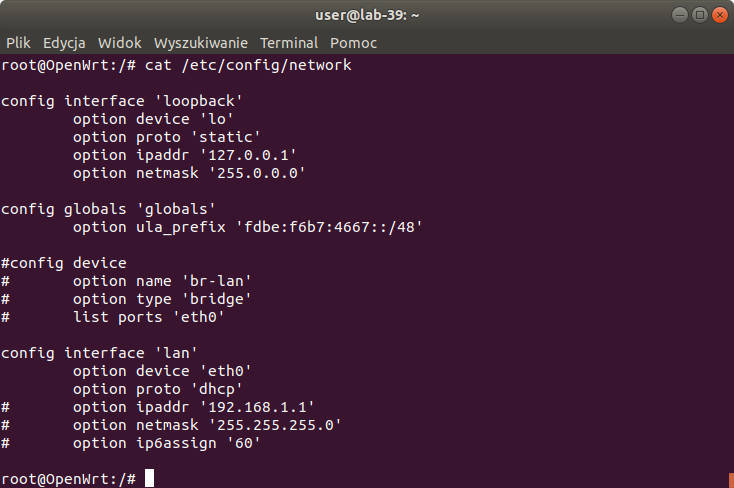 user@lab-39: ~
Plik Edycja Widok Wyszukiwanie Terminal Pomoc
root@OpenWrt:/# cat /etc/config/network

config interface 'loopback'
        option device 'lo'
        option proto 'static'
        option ipaddr '127.0.0.1'
        option netmask '255.0.0.0'

config globals 'globals'
        option ula_prefix 'fdbe:f6b7:4667::/48'

#config device
#       option name 'br-lan'
#       option type 'bridge'
#       list ports 'eth0'

config interface 'lan'
        option device 'eth0'
        option proto 'dhcp'
#       option ipaddr '192.168.1.1'
#       option netmask '255.255.255.0'
#       option ip6assign '60'

root@OpenWrt:/#